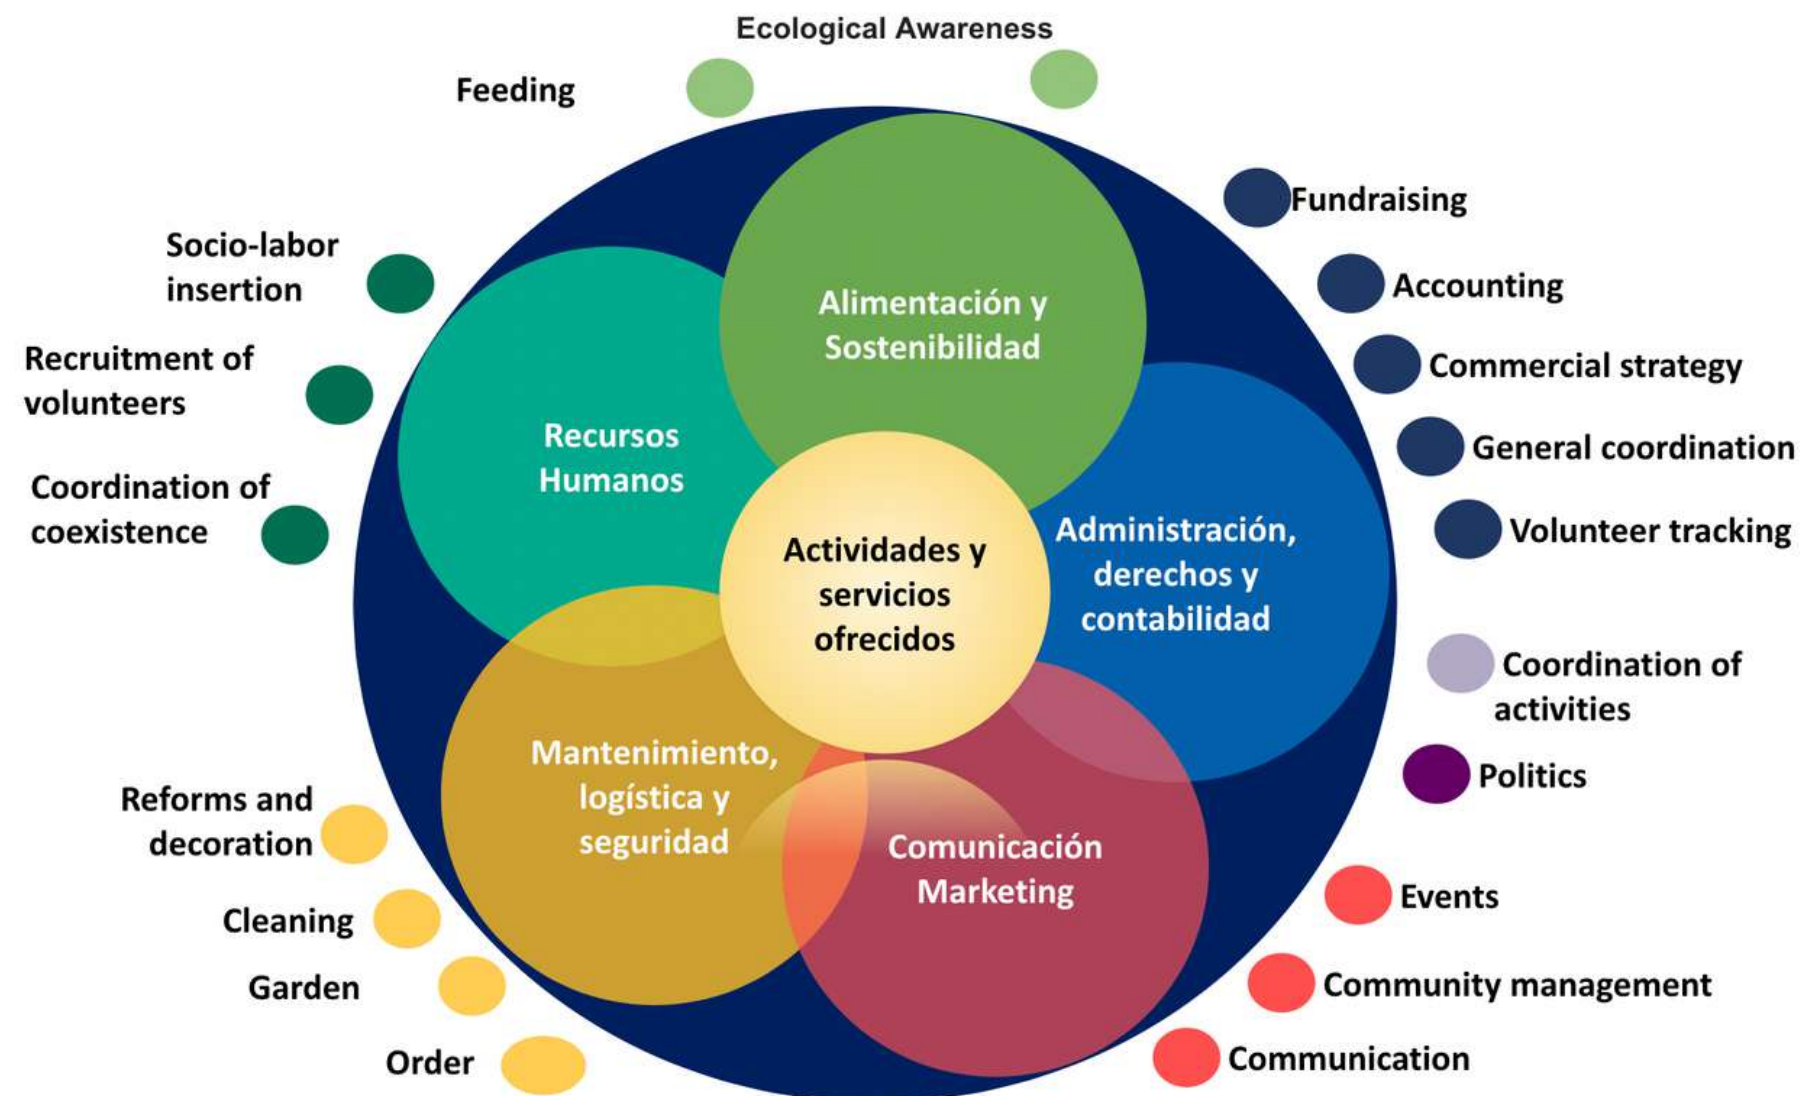 Ecological Awareness
Feeding
Fundraising
Socio-labor
insertion
Accounting
Alimentación y
Sostenibilidad
Recruitment of
volunteers
Commercial strategy
Recursos
Humanos
General coordination
Coordination of
coexistence
Actividades y
servicios
ofrecidos
Administración,
derechos y
contabilidad
Volunteer tracking
Coordination of
activities
Mantenimiento,
logística y
seguridad
Politics
Reforms and
decoration
Comunicación
Marketing
Events
Cleaning
Garden
Community management
Order
Communication